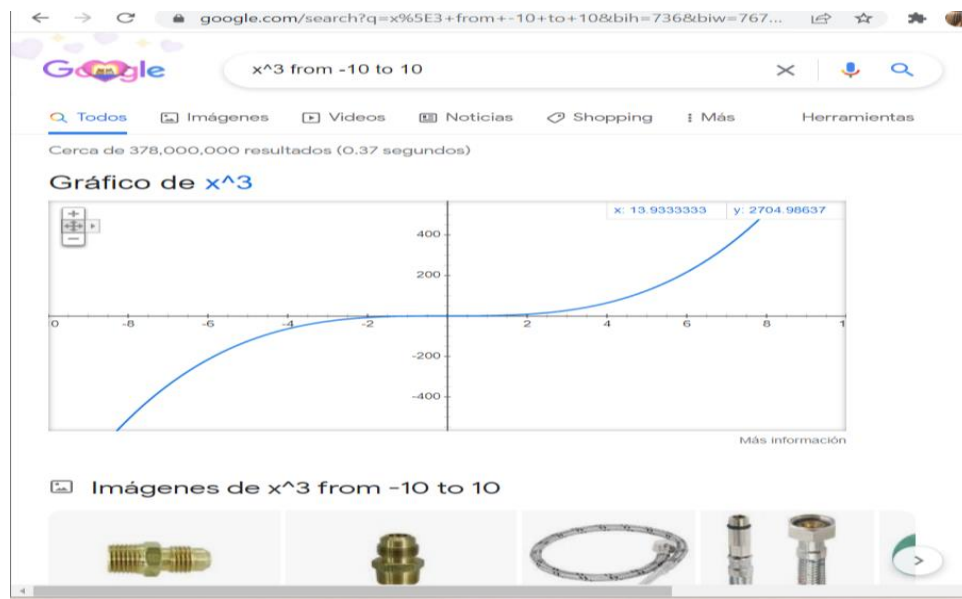 google.com/search?q=x%5E3+from+-10+to+10&bih=736&biw=767...
Google
x^3 from -10 to 10
Todos Imágenes Videos Noticias Shopping Más Herramientas
Cerca de 378,000,000 resultados (0.37 segundos)
Gráfico de x^3
x: 13.9333333 y: 2704.98637
400
200
0 -8 -6 -4 -2 2 4 6 8 1
-200
-400
Más información
Imágenes de x^3 from -10 to 10